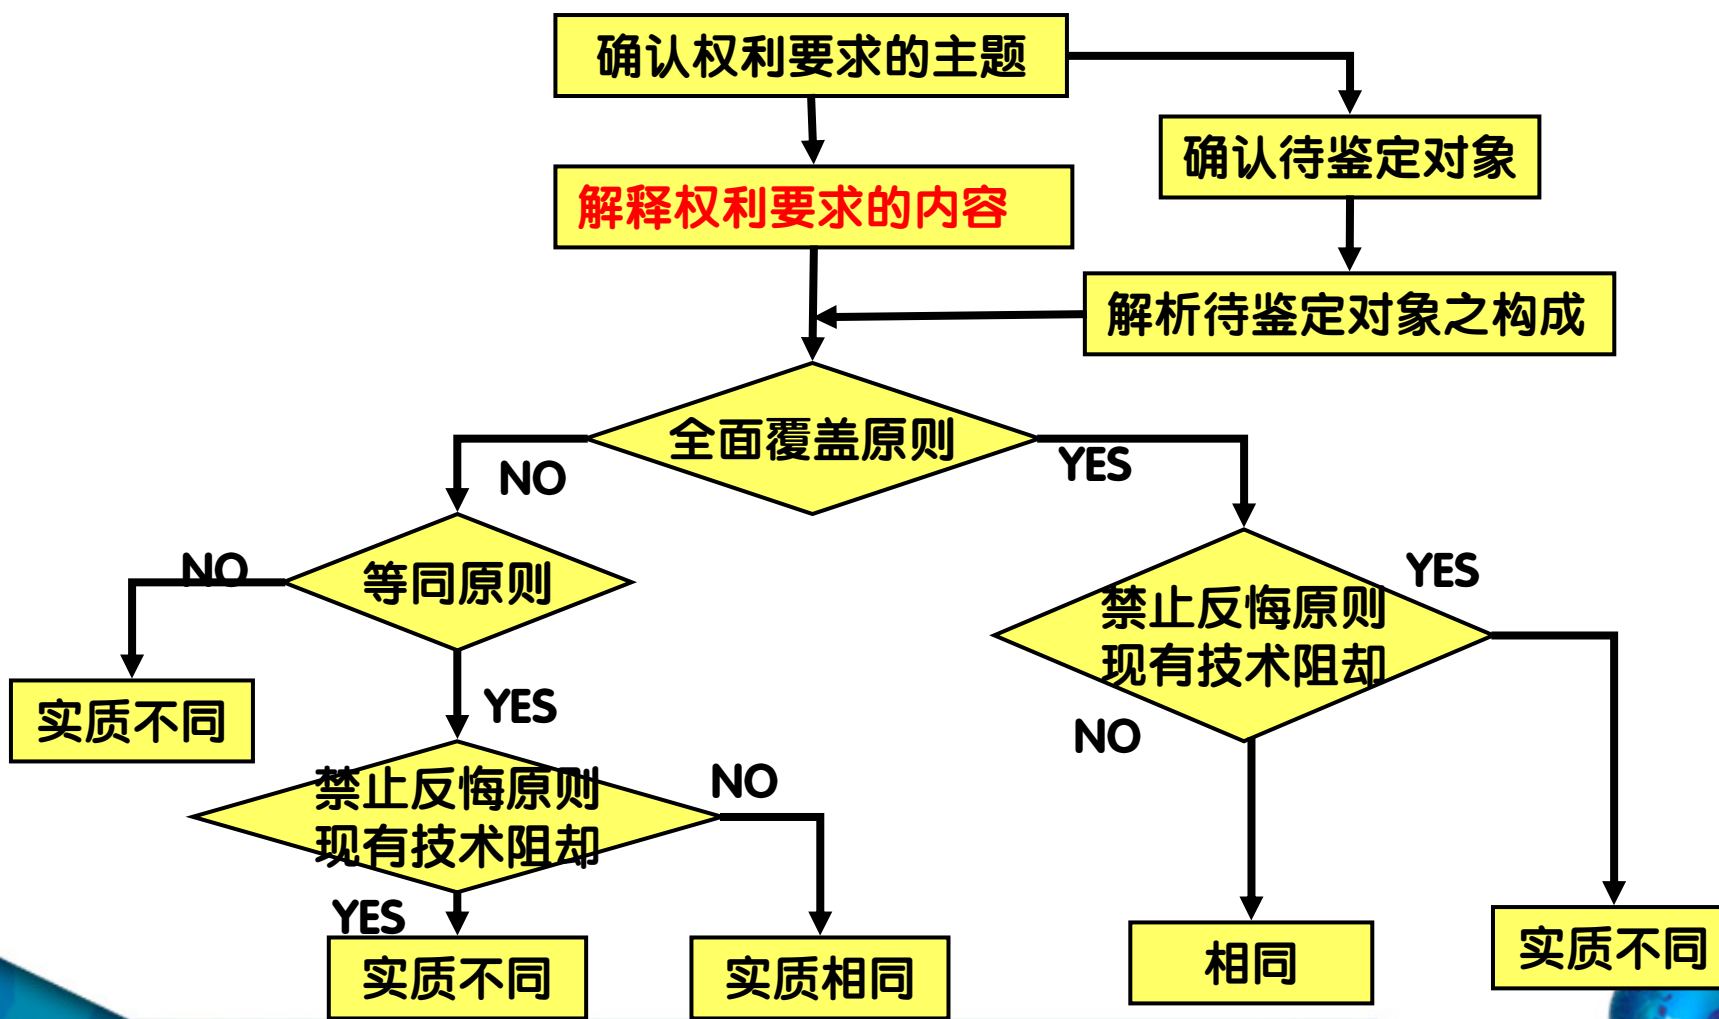 确认权利要求的主题
确认待鉴定对象
解释权利要求的内容
解析待鉴定对象之构成
全面覆盖原则
NO
YES
等同原则
NO
YES
禁止反悔原则
现有技术阻却
实质不同
YES
NO
禁止反悔原则
现有技术阻却
NO
YES
实质不同
实质相同
相同
实质不同